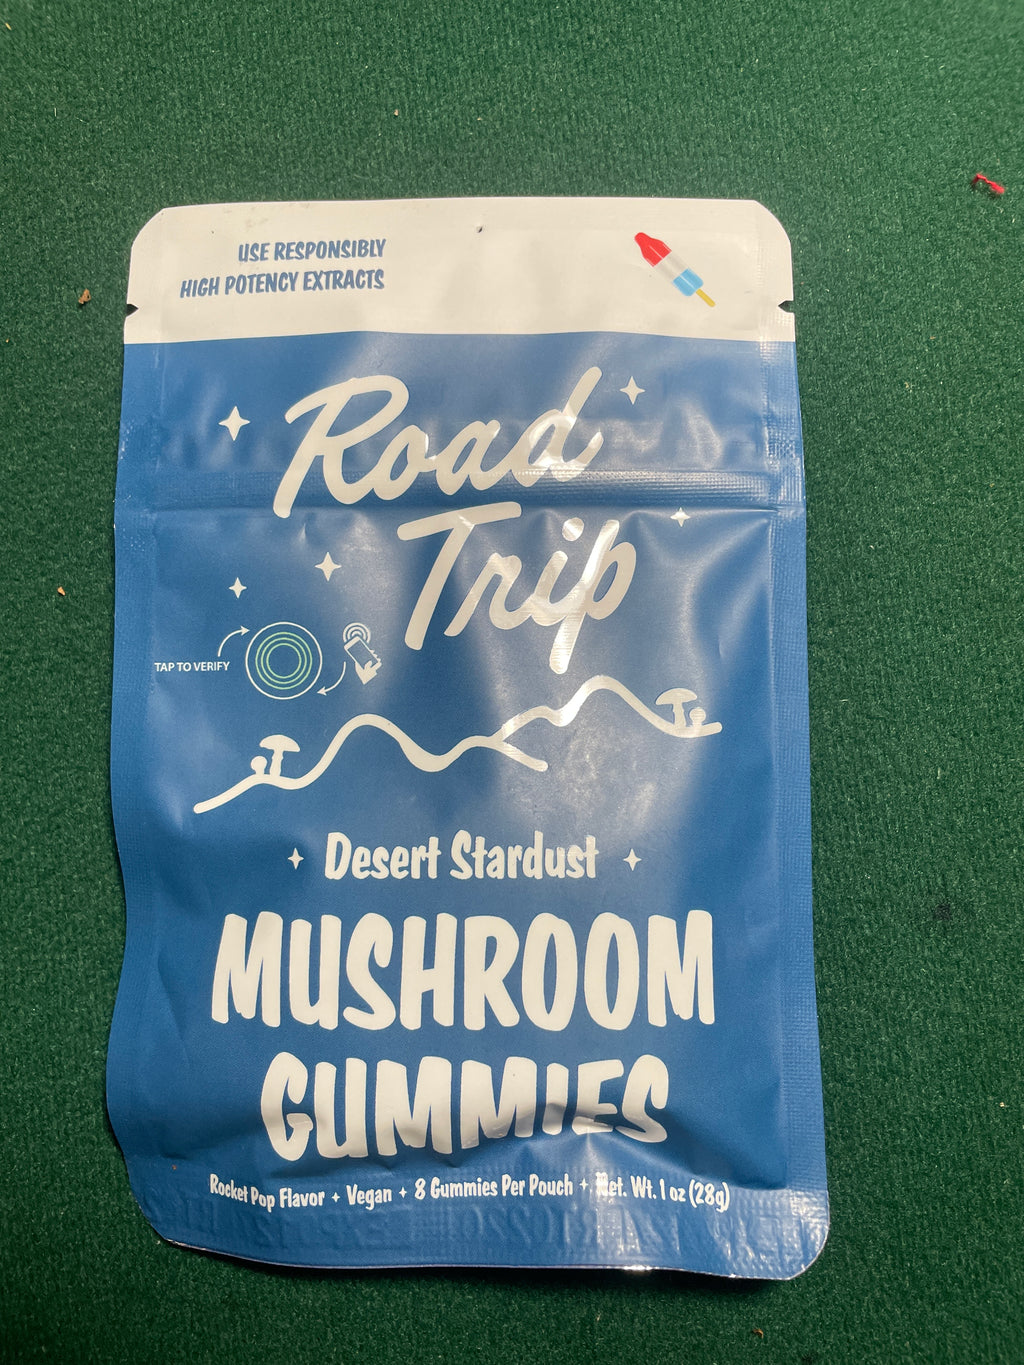 USE RESPONSIBLY
HIGH POTENCY EXTRACTS
Road
Trip
TAP TO VERIFY
Desert Stardust
MUSHROOM
GUMMIES
Rocket Pop Flavor + Vegan + 8 Gummies Per Pouch + Net. Wt. 1 oz (28g)